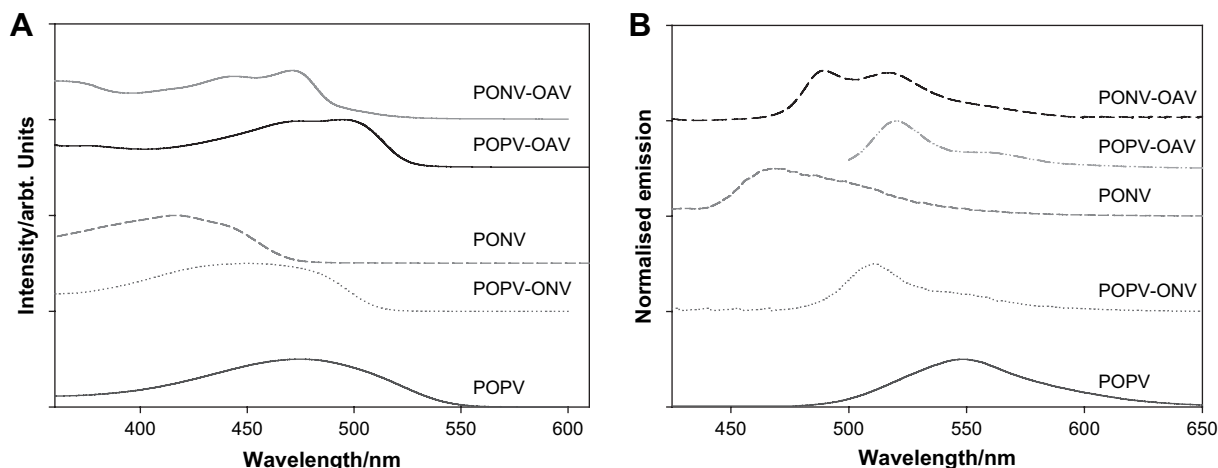 A
Intensity/arbt. Units
PONV-OAV
POPV-OAV
PONV
POPV-ONV
POPV
400
450
500
550
600
Wavelength/nm
B
Normalised emission
PONV-OAV
POPV-OAV
PONV
POPV-ONV
POPV
450
500
550
600
650
Wavelength/nm